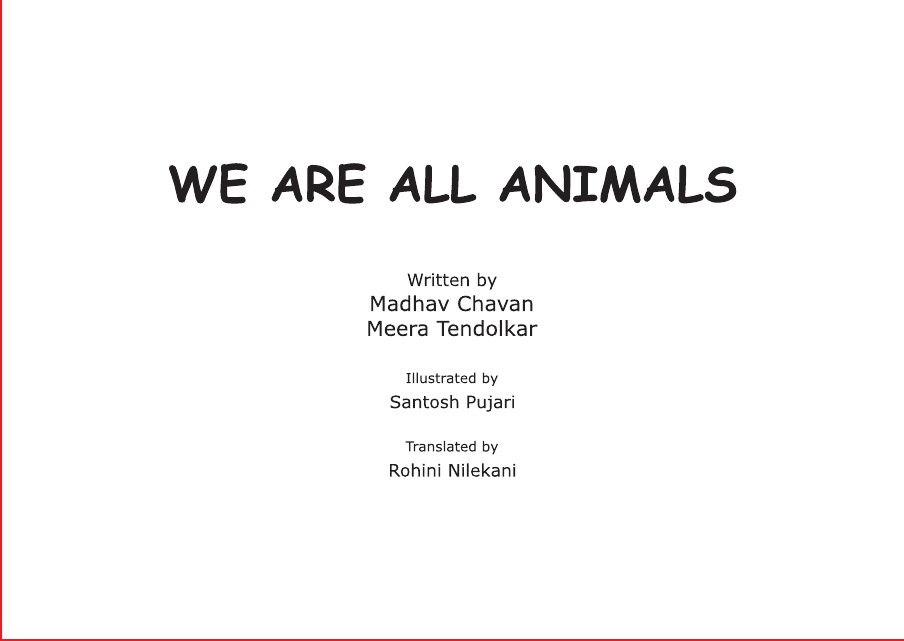 WE ARE ALL ANIMALS
Written by
Madhav Chavan
Meera Tendolkar
Illustrated by
Santosh Pujari
Translated by
Rohini Nilekani